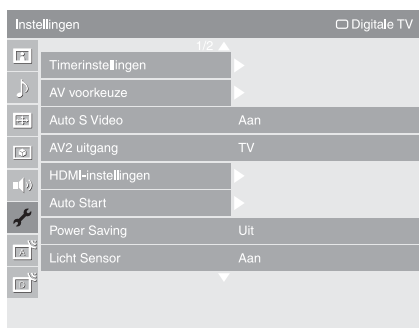 Instellingen Digitale TV
1/2
Timerinstellingen
AV voorkeuze
Auto S Video Aan
AV2 uitgang TV
HDMI-instellingen
Auto Start
Power Saving Uit
Licht Sensor Aan
A